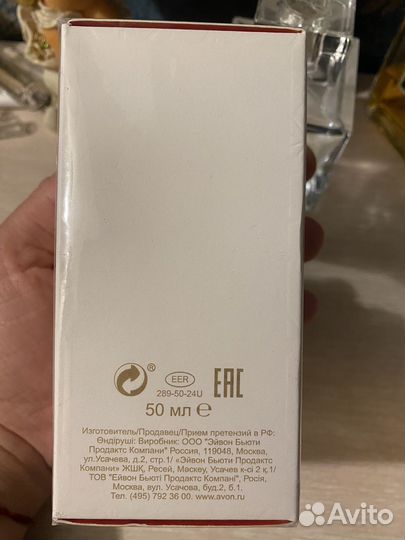 ®
EER
289-50-24U
EAC
50 мл ℮
Изготовитель/Продавец/Прием претензий в РФ:
Өндіруші: Виробник: ООО "Эйвон Бьюти
Продактс Компани" Россия, 119048, Москва,
ул.Усачева, д.2, стр.1/ «Эйвон Бьюти Продактс
Компани» ЖШҚ, Ресей, Мәскеу, Усачев к-сі 2 қ.1/
ТОВ "Ейвон Бьюті Продактс Компані", Росія,
Москва, вул. Усачева, буд.2, б.1.
Тел. (495) 792 36 00. www.avon.ru
Avito